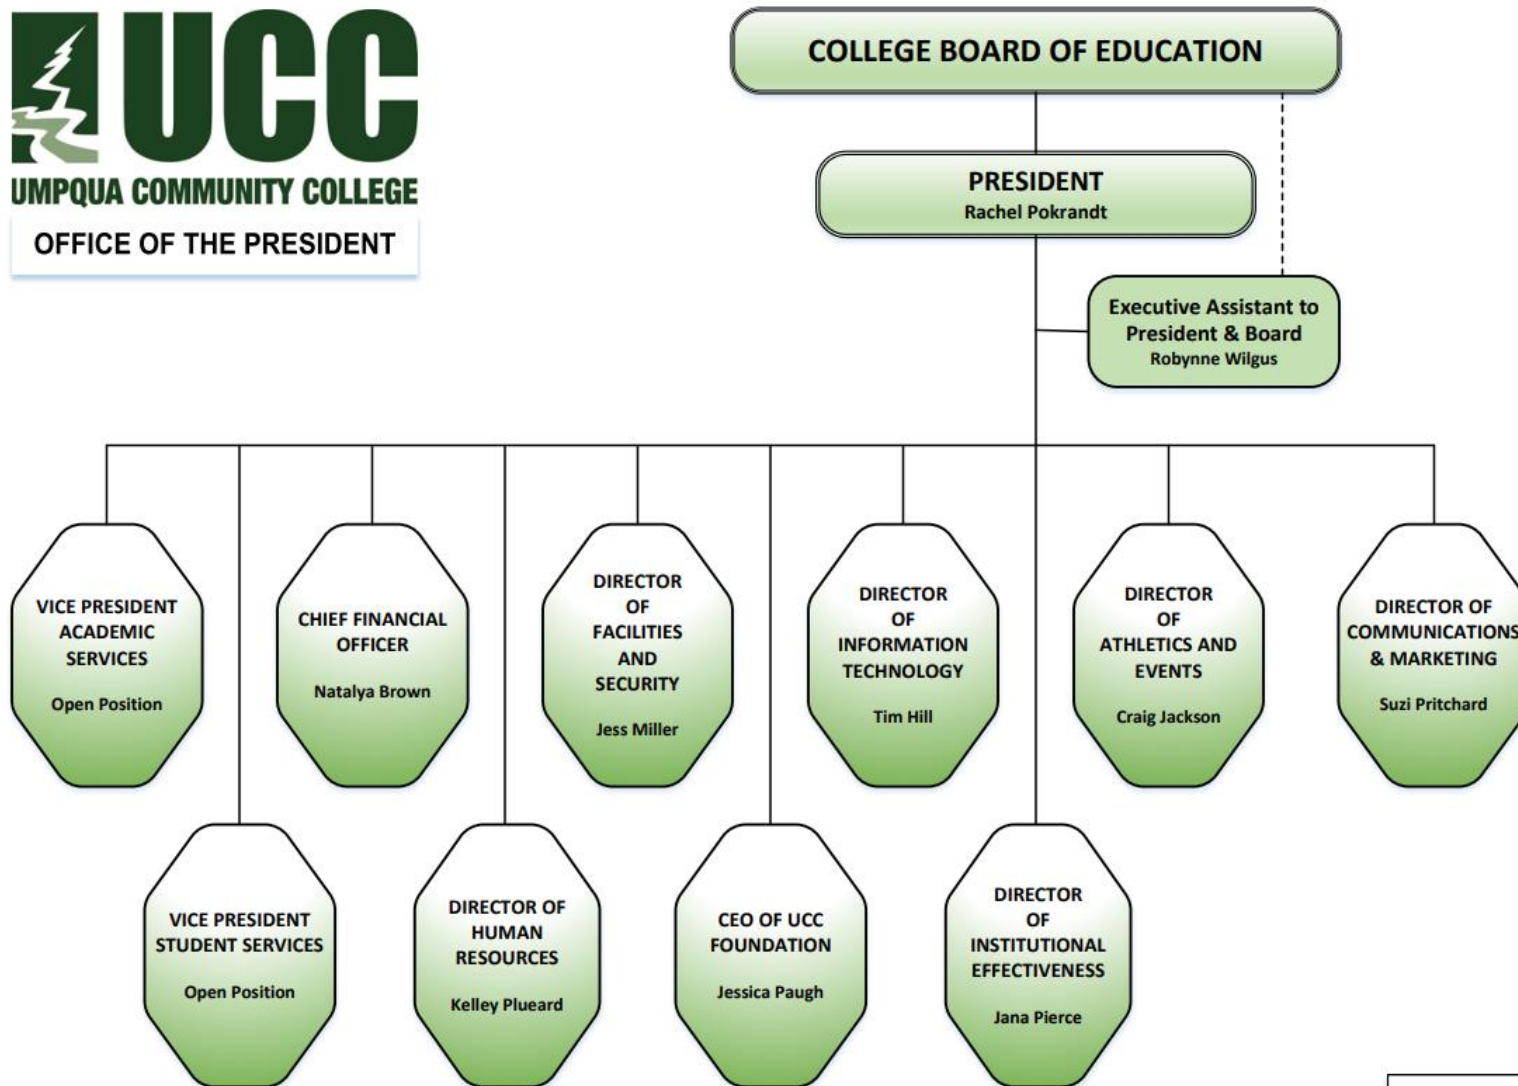 UCC
UMPQUA COMMUNITY COLLEGE
OFFICE OF THE PRESIDENT
COLLEGE BOARD OF EDUCATION
PRESIDENT
Rachel Pokrandt
Executive Assistant to
President & Board
Robynne Wilgus
VICE PRESIDENT
ACADEMIC
SERVICES
Open Position
CHIEF FINANCIAL
OFFICER
Natalya Brown
DIRECTOR
OF
FACILITIES
AND
SECURITY
Jess Miller
DIRECTOR
OF
INFORMATION
TECHNOLOGY
Tim Hill
DIRECTOR
OF
ATHLETICS AND
EVENTS
Craig Jackson
DIRECTOR OF
COMMUNICATIONS
& MARKETING
Suzi Pritchard
VICE PRESIDENT
STUDENT SERVICES
Open Position
DIRECTOR OF
HUMAN
RESOURCES
Kelley Plueard
CEO OF UCC
FOUNDATION
Jessica Paugh
DIRECTOR
OF
INSTITUTIONAL
EFFECTIVENESS
Jana Pierce